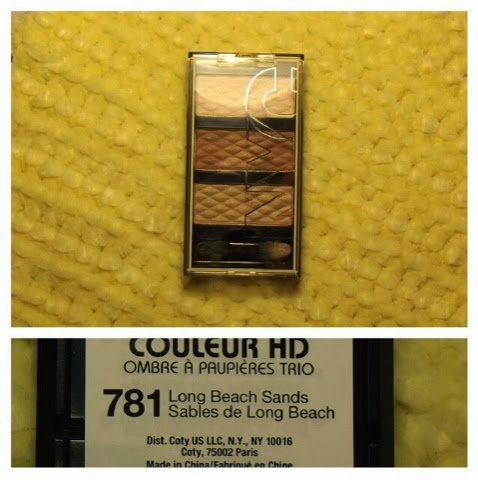 COULEUR HD
OMBRE À PAUPIÈRES TRIO
781 Long Beach Sands
Sables de Long Beach
Dist. Coty US LLC, N.Y., NY 10016
Coty, 75002 Paris
Made in China/Fabriqué en Chine